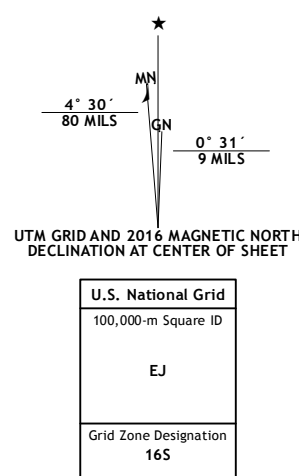 ★
MN
4° 30´
80 MILS
GN
0° 31´
9 MILS
UTM GRID AND 2016 MAGNETIC NORTH
DECLINATION AT CENTER OF SHEET
U.S. National Grid
100,000-m Square ID
EJ
Grid Zone Designation
16S